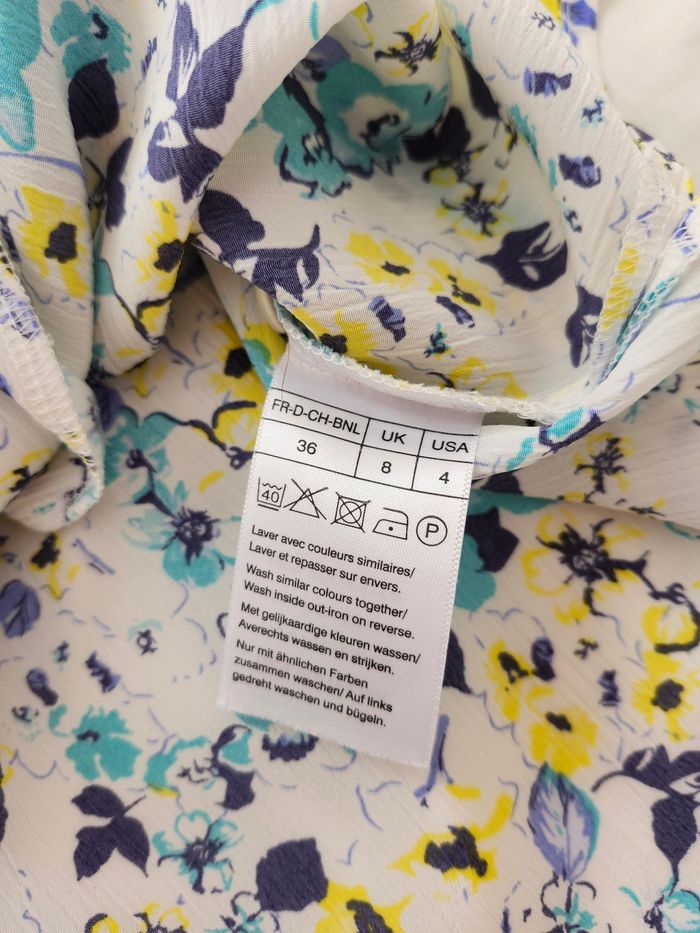 FR-D-CH-BNL UK USA
36 8 4
40 P
Laver avec couleurs similaires/
Laver et repasser sur envers.
Wash similar colours together/
Wash inside out-iron on reverse.
Met gelijkaardige kleuren wassen/
Averechts wassen en strijken.
Nur mit ähnlichen Farben
zusammen waschen/ Auf links
gedreht waschen und bügeln.